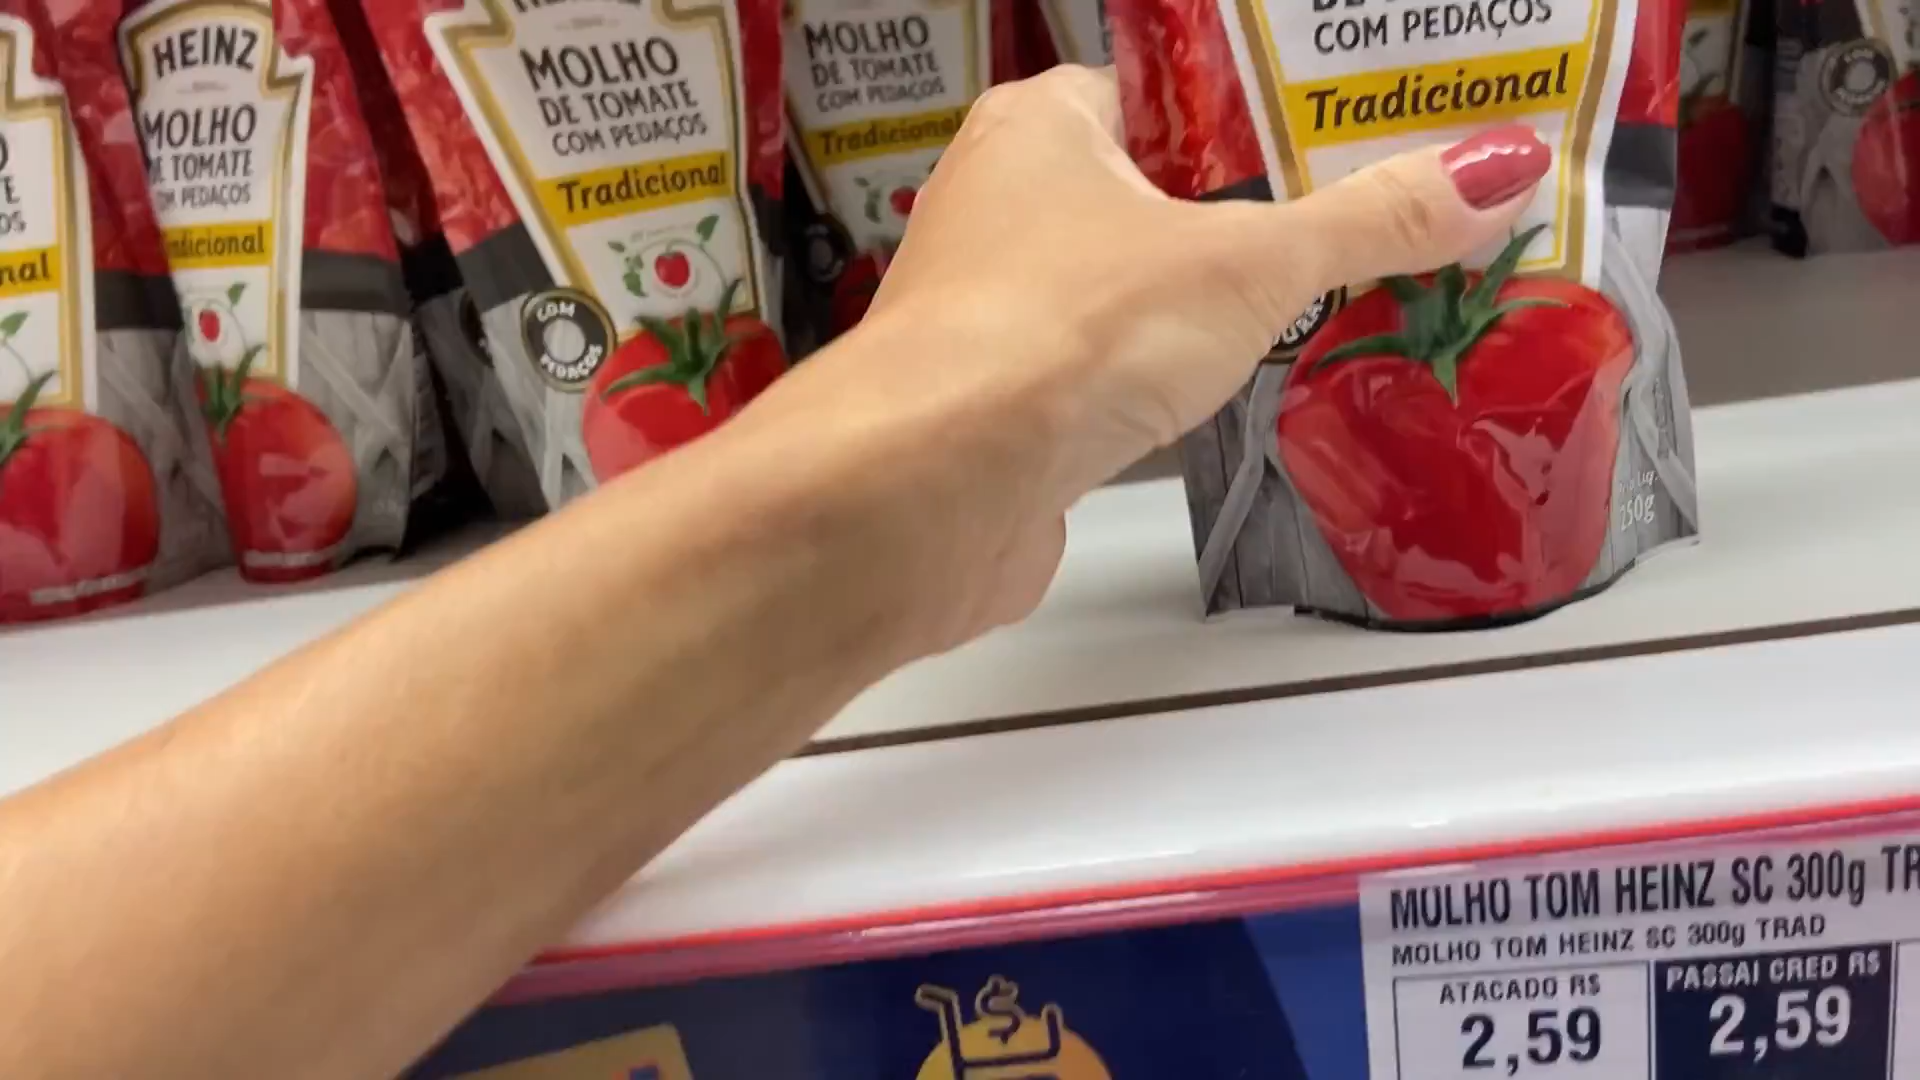 HEINZ
MOLHO
DE TOMATE
COM PEDAÇOS
Tradicional
MOLHO
DE TOMATE
COM PEDAÇOS
Tradicional
COM PEDAÇOS
MOLHO
DE TOMATE
COM PEDAÇOS
Tradicional
COM PEDAÇOS
Tradicional
250g
MOLHO TOM HEINZ SC 300g TR
MOLHO TOM HEINZ SC 300g TRAD
ATACADO R$
2,59
PASSAI CRED R$
2,59